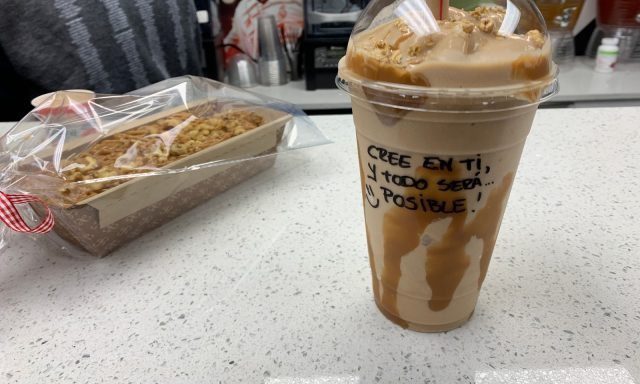 CREE EN TI,
Y TODO SERÁ...
POSIBLE!